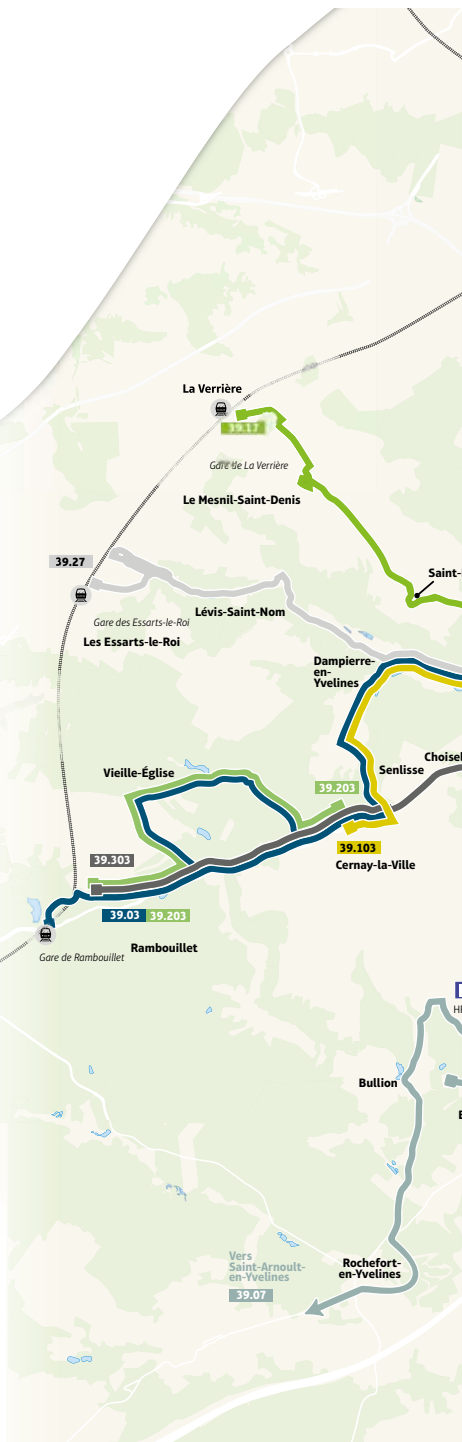 La Verrière
39.17
Gare de La Verrière
Le Mesnil-Saint-Denis
39.27
Saint-
Gare des Essarts-le-Roi
Les Essarts-le-Roi
Lévis-Saint-Nom
Dampierre-
en-
Yvelines
Choisel
Senlisse
Vieille-Église
39.203
39.103
Cernay-la-Ville
39.303
39.03 39.203
Rambouillet
Gare de Rambouillet
Bullion
Vers
Saint-Arnoult-
en-Yvelines
39.07
Rochefort-
en-Yvelines